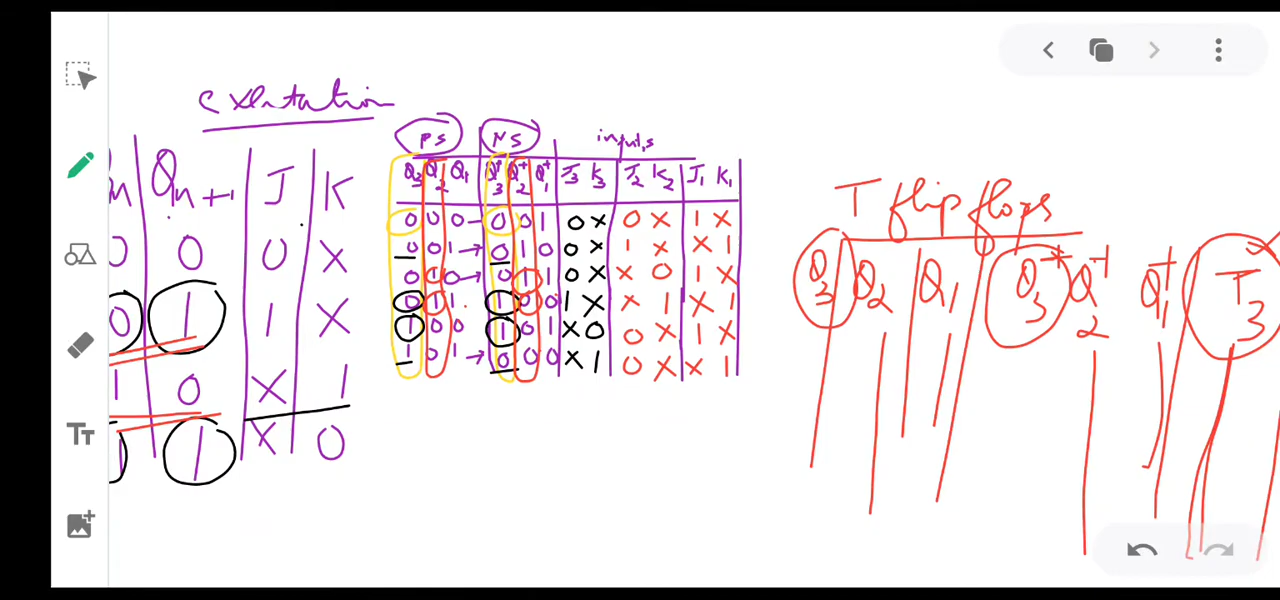 excitation
n Qn+1 J K
0 0 0 X
0 1 1 X
1 0 X 1
1 1 X 0
PS NS inputs
Q3 Q2 Q1 Q3+ Q2+ Q1+ J3 K3 J2 K2 J1 K1
0 0 0 → 0 0 1 0 X 0 X 1 X
0 0 1 → 0 1 0 0 X 1 X X 1
0 1 0 → 0 1 1 0 X X 0 1 X
0 1 1 1 0 0 1 X X 1 X 1
1 0 0 1 0 1 X 0 0 X 1 X
1 0 1 → 0 0 0 X 1 0 X X 1
T flip flops
Q3 Q2 Q1 Q3+ Q2+ Q1+ T3
TT